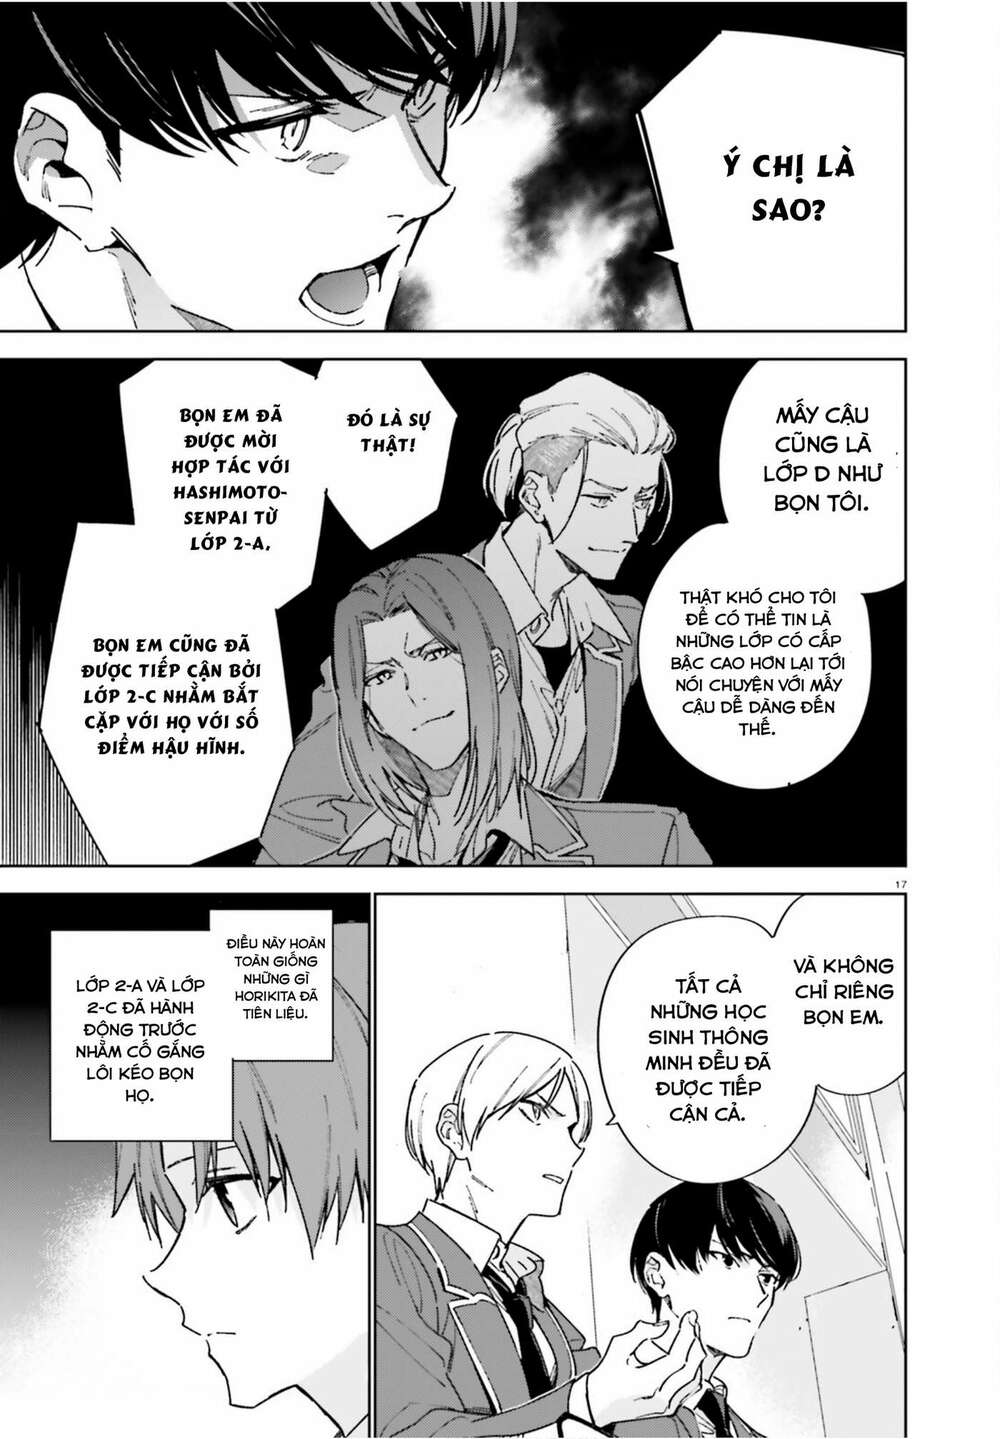 Ý CHỊ LÀ
SAO?
MẤY CẬU
CŨNG LÀ
LỚP D NHƯ
BỌN TÔI.
THẬT KHÓ CHO TÔI
ĐỂ CÓ THỂ TIN LÀ
NHỮNG LỚP CÓ CẤP
BẬC CAO HƠN LẠI TỚI
NÓI CHUYỆN VỚI MẤY
CẬU DỄ DÀNG ĐẾN
THẾ.
ĐÓ LÀ SỰ
THẬT!
BỌN EM ĐÃ
ĐƯỢC MỜI
HỢP TÁC VỚI
HASHIMOTO-
SENPAI TỪ
LỚP 2-A,
BỌN EM CŨNG ĐÃ
ĐƯỢC TIẾP CẬN BỞI
LỚP 2-C NHẰM BẮT
CẶP VỚI HỌ VỚI SỐ
ĐIỂM HẬU HĨNH.
17
VÀ KHÔNG
CHỈ RIÊNG
BỌN EM.
TẤT CẢ
NHỮNG HỌC
SINH THÔNG
MINH ĐỀU ĐÃ
ĐƯỢC TIẾP
CẬN CẢ.
ĐIỀU NÀY HOÀN
TOÀN GIỐNG
NHỮNG GÌ
HORIKITA ĐÃ
TIÊN LIỆU.
LỚP 2-A VÀ LỚP
2-C ĐÃ HÀNH
ĐỘNG TRƯỚC
NHẰM CỐ GẮNG
LÔI KÉO BỌN
HỌ.